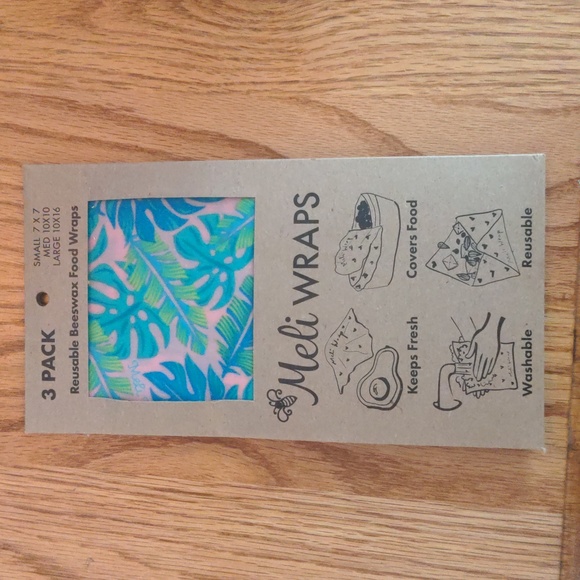 3 PACK
SMALL 7 X 7
MED 10X10
LARGE 10X16
Reusable Beeswax Food Wraps
Meli WRAPS
Keeps Fresh
Covers Food
Washable
Reusable